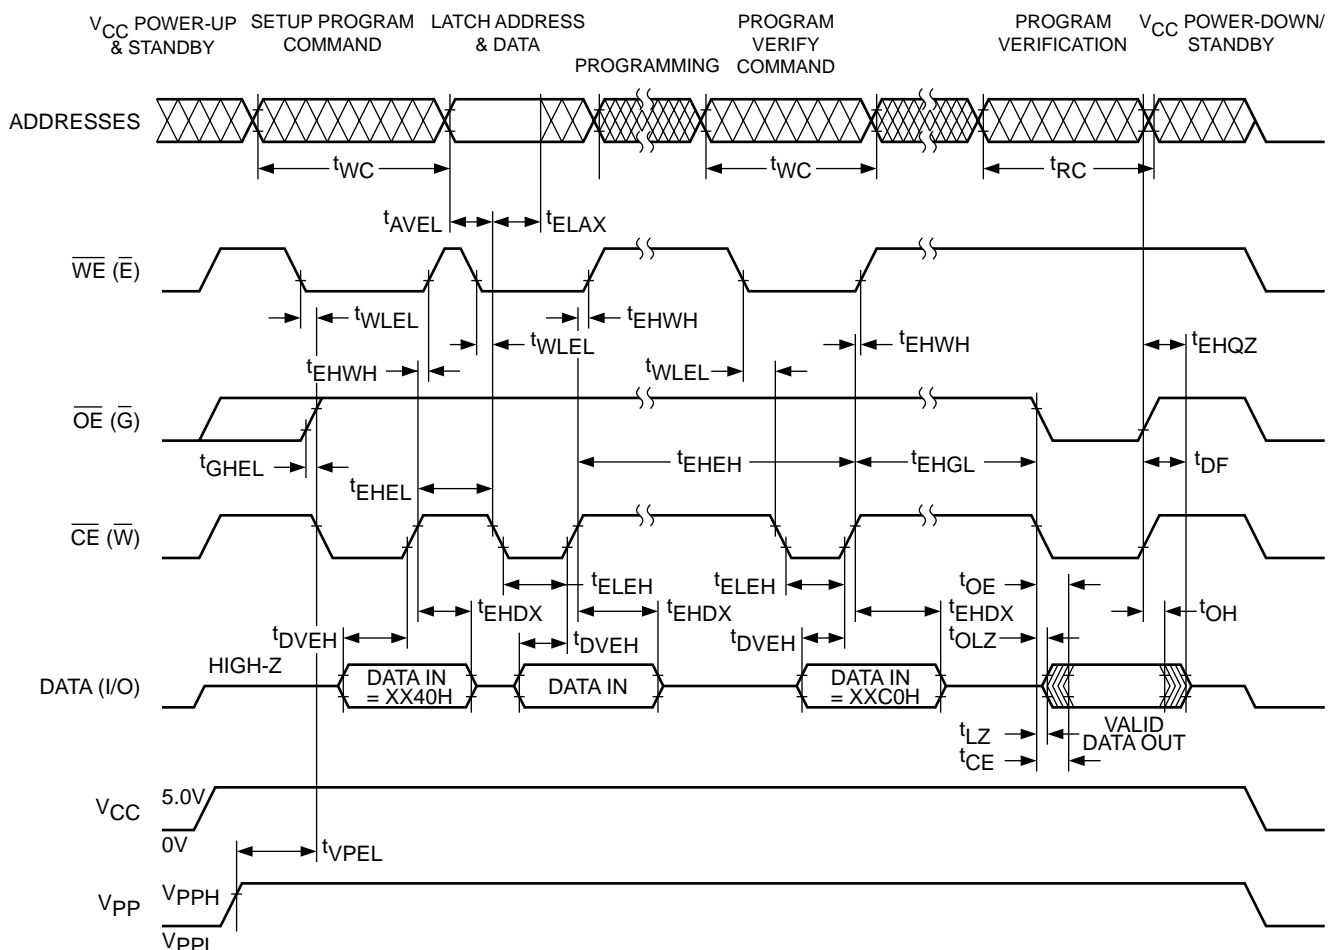 VCC POWER-UP
& STANDBY
SETUP PROGRAM
COMMAND
LATCH ADDRESS
& DATA
PROGRAMMING
PROGRAM
VERIFY
COMMAND
PROGRAM
VERIFICATION
VCC POWER-DOWN/
STANDBY
ADDRESSES
tWC
tWC
tRC
tAVEL
tELAX
WE (E)
tWLEL
tEHWH
tWLEL
tEHWH
tEHWH
tWLEL
tEHQZ
OE (G)
tGHEL
tEHEH
tEHGL
tDF
tEHEL
CE (W)
tELEH
tELEH
tOE
tEHDX
tEHDX
tEHDX
tOH
tDVEH
tDVEH
tDVEH
tOLZ
HIGH-Z
DATA (I/O)
DATA IN
= XX40H
DATA IN
DATA IN
= XXC0H
VALID
DATA OUT
tLZ
tCE
VCC
5.0V
0V
tVPEL
VPP
VPPH
VPPL